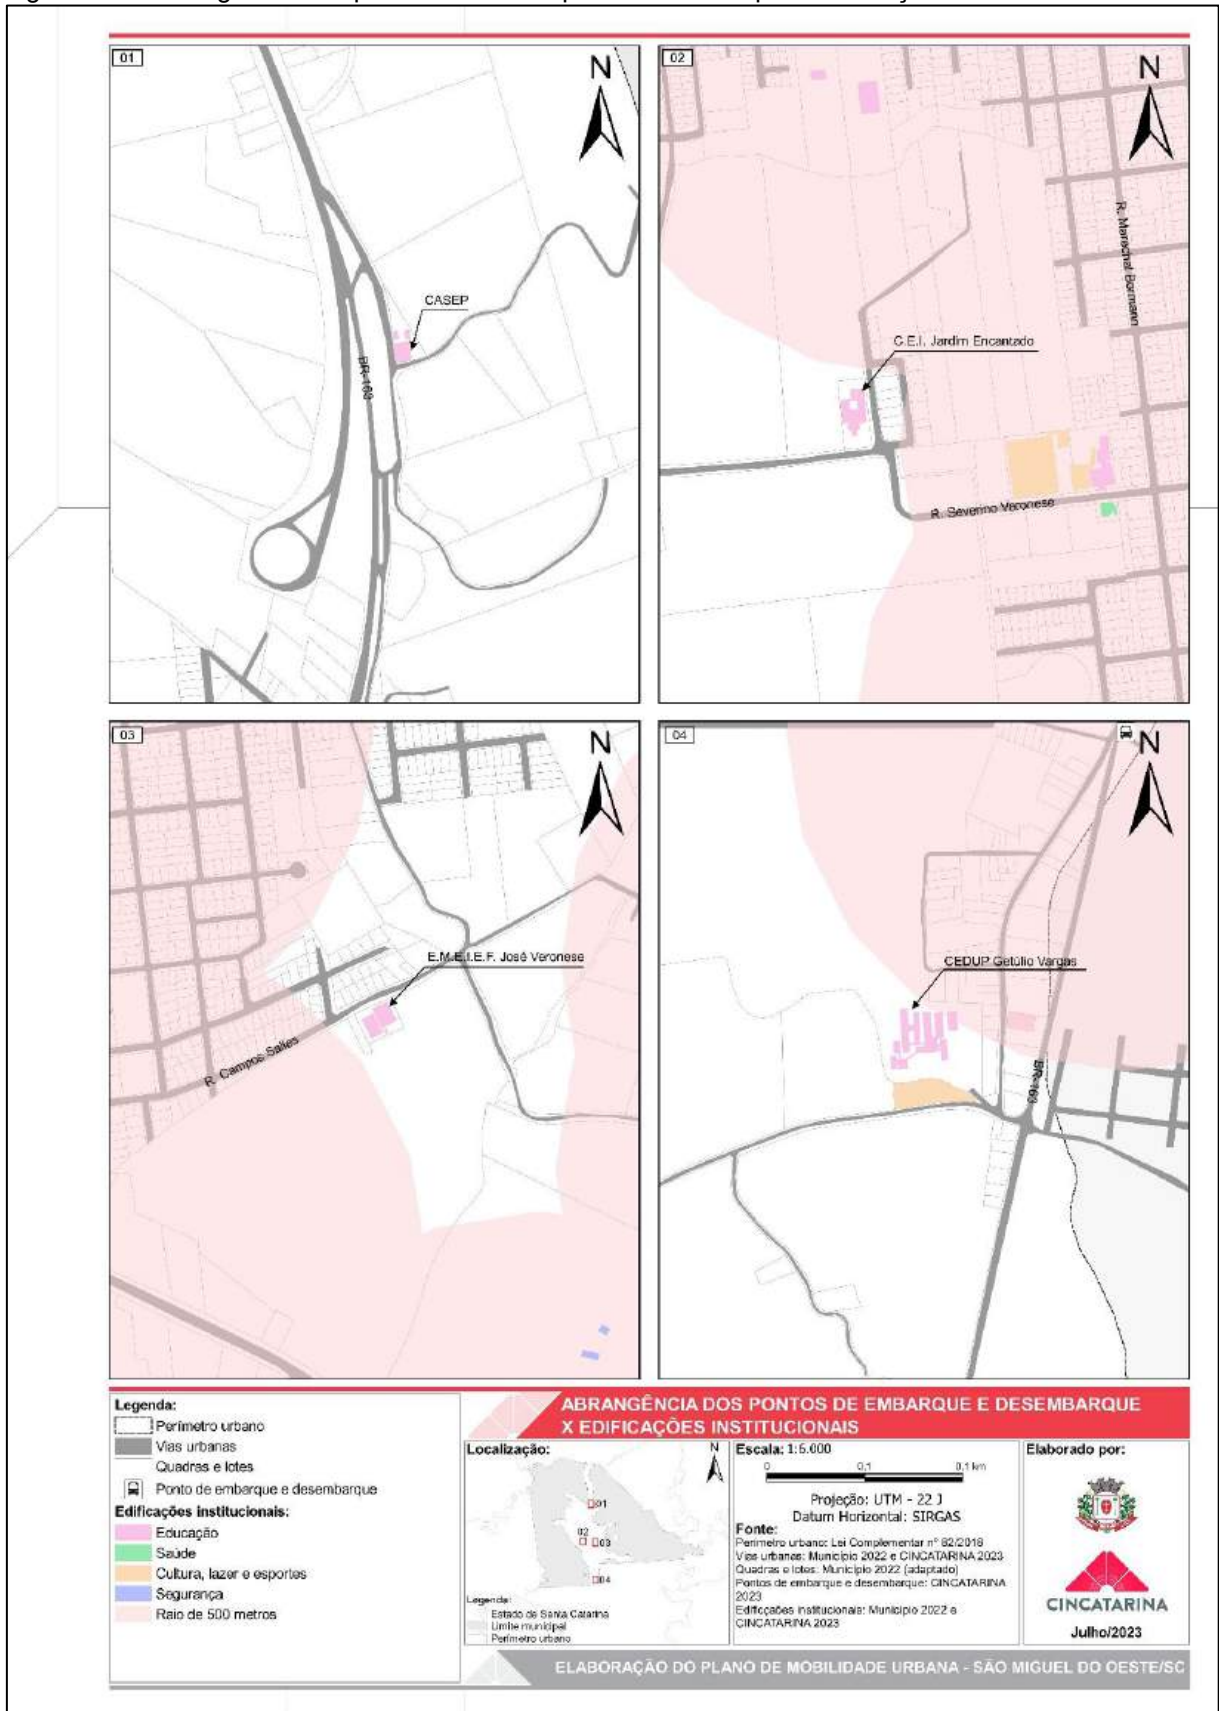 01
N
CASEP
BR-163
02
N
R. Marechal Bormann
C.E.I. Jardim Encantado
R. Severino Veronese
03
N
E.M.E.I.E.F. José Veronese
R. Campos Salles
04
N
CEDUP Getúlio Vargas
BR-163
Legenda:
Perímetro urbano
Vias urbanas
Quadras e lotes
Ponto de embarque e desembarque
Edificações institucionais:
Educação
Saúde
Cultura, lazer e esportes
Segurança
Raio de 500 metros
ABRANGÊNCIA DOS PONTOS DE EMBARQUE E DESEMBARQUE
X EDIFICAÇÕES INSTITUCIONAIS
Localização:
N
01
02
03
04
Legenda:
Estado de Santa Catarina
Limite municipal
Perímetro urbano
Escala: 1:5.000
0 0,1 0,1 km
Projeção: UTM - 22 J
Datum Horizontal: SIRGAS
Fonte:
Perímetro urbano: Lei Complementar nº 82/2018
Vias urbanas: Município 2022 e CINCATARINA 2023
Quadras e lotes: Município 2022 (adaptado)
Pontos de embarque e desembarque: CINCATARINA
2023
Edificações institucionais: Município 2022 e
CINCATARINA 2023
Elaborado por:
CINCATARINA
Julho/2023
ELABORAÇÃO DO PLANO DE MOBILIDADE URBANA - SÃO MIGUEL DO OESTE/SC